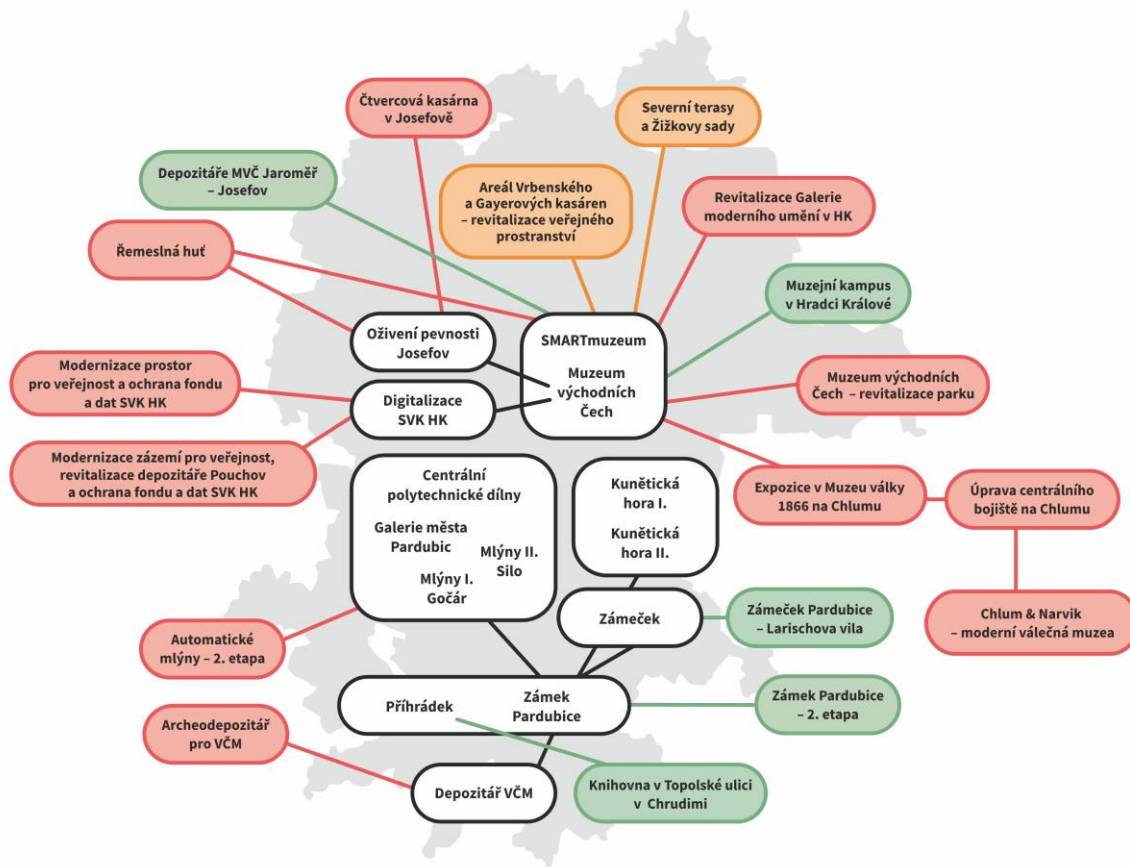 Čtvercová kasárna
v Josefově
Severní terasy
a Žižkovy sady
Depozitáře MVČ Jaroměř
– Josefov
Areál Vrbenského
a Gayerových kasáren
– revitalizace veřejného
prostranství
Revitalizace Galerie
moderního umění v HK
Řemeslná huť
Muzejní kampus
v Hradci Králové
Oživení pevnosti
Josefov
SMARTmuzeum
Muzeum
východních
Čech
Modernizace prostor
pro veřejnost a ochrana fondu
a dat SVK HK
Digitalizace
SVK HK
Muzeum východních
Čech – revitalizace parku
Modernizace zázemí pro veřejnost,
revitalizace depozitáře Pouchov
a ochrana fondu a dat SVK HK
Centrální
polytechnické dílny
Galerie města
Pardubic
Mlýny II.
Silo
Mlýny I.
Gočár
Kunětická
hora I.
Kunětická
hora II.
Expozice v Muzeu války
1866 na Chlumu
Úprava centrálního
bojiště na Chlumu
Zámeček
Zámeček Pardubice
– Larischova vila
Chlum & Narvik
– moderní válečná muzea
Automatické
mlýny – 2. etapa
Příhrádek
Zámek
Pardubice
Zámek Pardubice
– 2. etapa
Archeodepozitář
pro VČM
Depozitář VČM
Knihovna v Topolské ulici
v Chrudimi